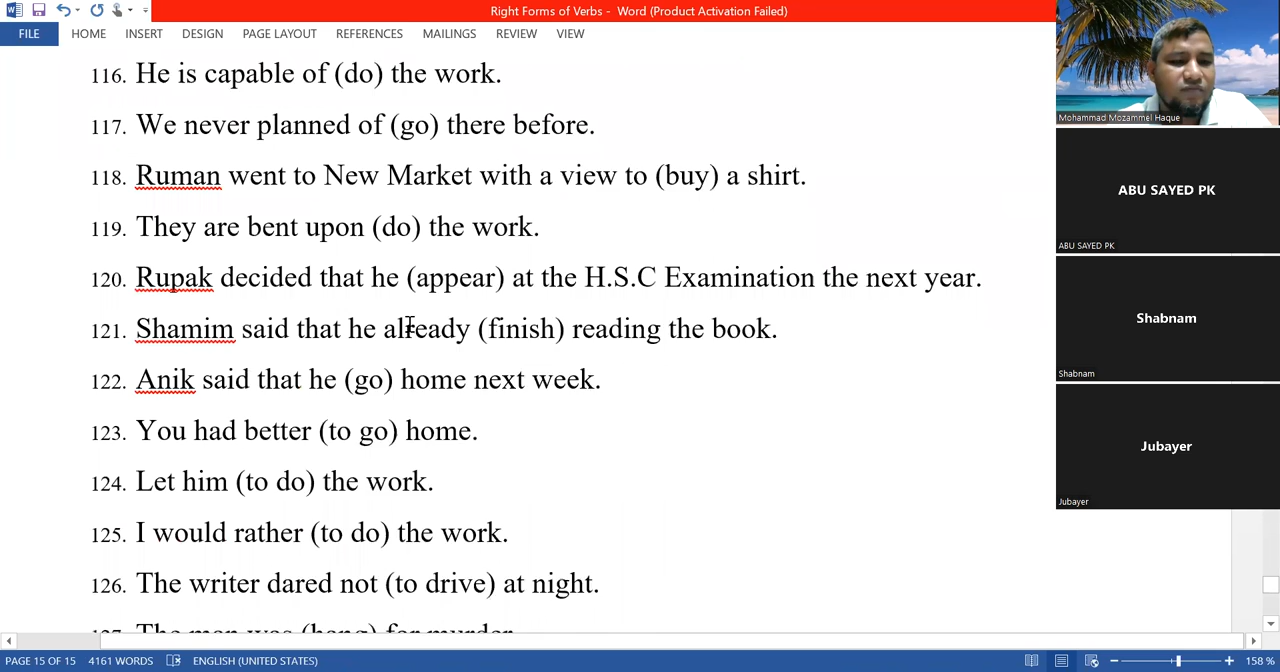 Right Forms of Verbs - Word (Product Activation Failed)
FILE HOME INSERT DESIGN PAGE LAYOUT REFERENCES MAILINGS REVIEW VIEW
116. He is capable of (do) the work.
117. We never planned of (go) there before.
118. Ruman went to New Market with a view to (buy) a shirt.
119. They are bent upon (do) the work.
120. Rupak decided that he (appear) at the H.S.C Examination the next year.
121. Shamim said that he already (finish) reading the book.
122. Anik said that he (go) home next week.
123. You had better (to go) home.
124. Let him (to do) the work.
125. I would rather (to do) the work.
126. The writer dared not (to drive) at night.
127. The man was (hang) for murder.
PAGE 15 OF 15 4161 WORDS ENGLISH (UNITED STATES) 158 %
Mohammad Mozammel Haque
ABU SAYED PK
ABU SAYED PK
Shabnam
Shabnam
Jubayer
Jubayer